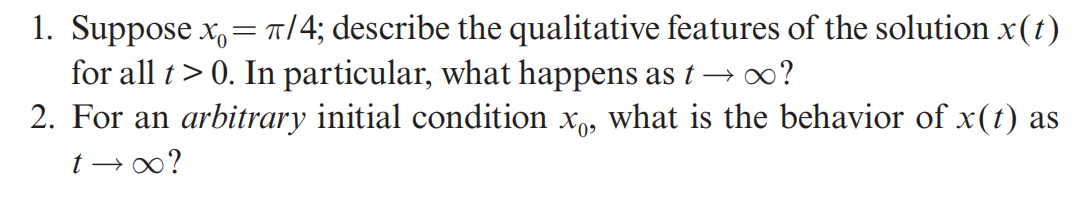 1. Suppose x₀ = π/4; describe the qualitative features of the solution x(t)
for all t > 0. In particular, what happens as t → ∞?
2. For an arbitrary initial condition x₀, what is the behavior of x(t) as
t → ∞?